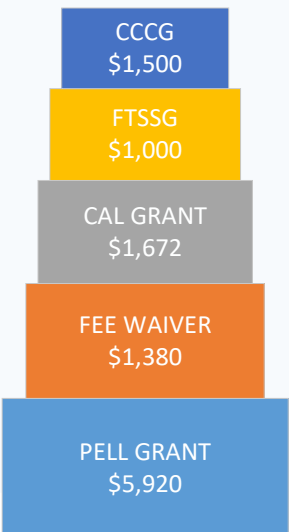 CCCG
$1,500
FTSSG
$1,000
CAL GRANT
$1,672
FEE WAIVER
$1,380
PELL GRANT
$5,920